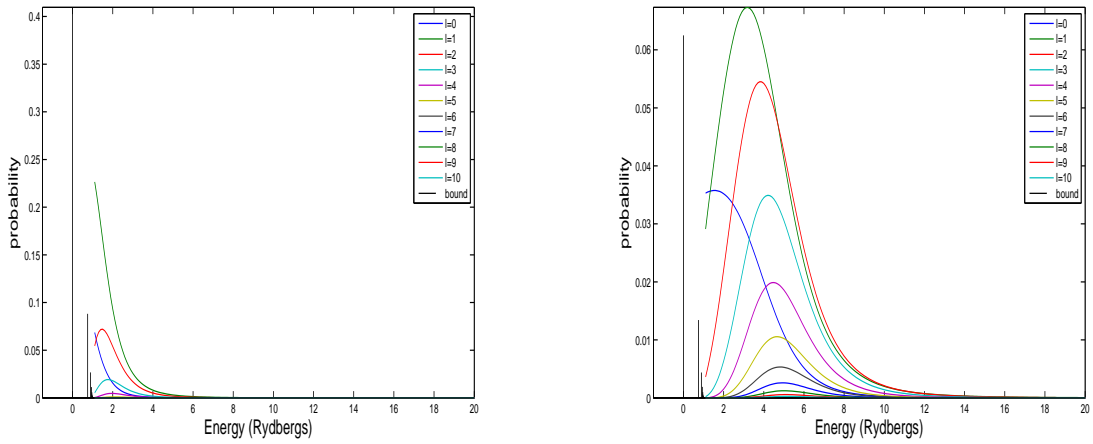 0.4
0.35
0.3
0.25
0.2
0.15
0.1
0.05
0
probability
0 2 4 6 8 10 12 14 16 18 20
Energy (Rydbergs)
l=0
l=1
l=2
l=3
l=4
l=5
l=6
l=7
l=8
l=9
l=10
bound
0.06
0.05
0.04
0.03
0.02
0.01
0
probability
0 2 4 6 8 10 12 14 16 18 20
Energy (Rydbergs)
l=0
l=1
l=2
l=3
l=4
l=5
l=6
l=7
l=8
l=9
l=10
bound